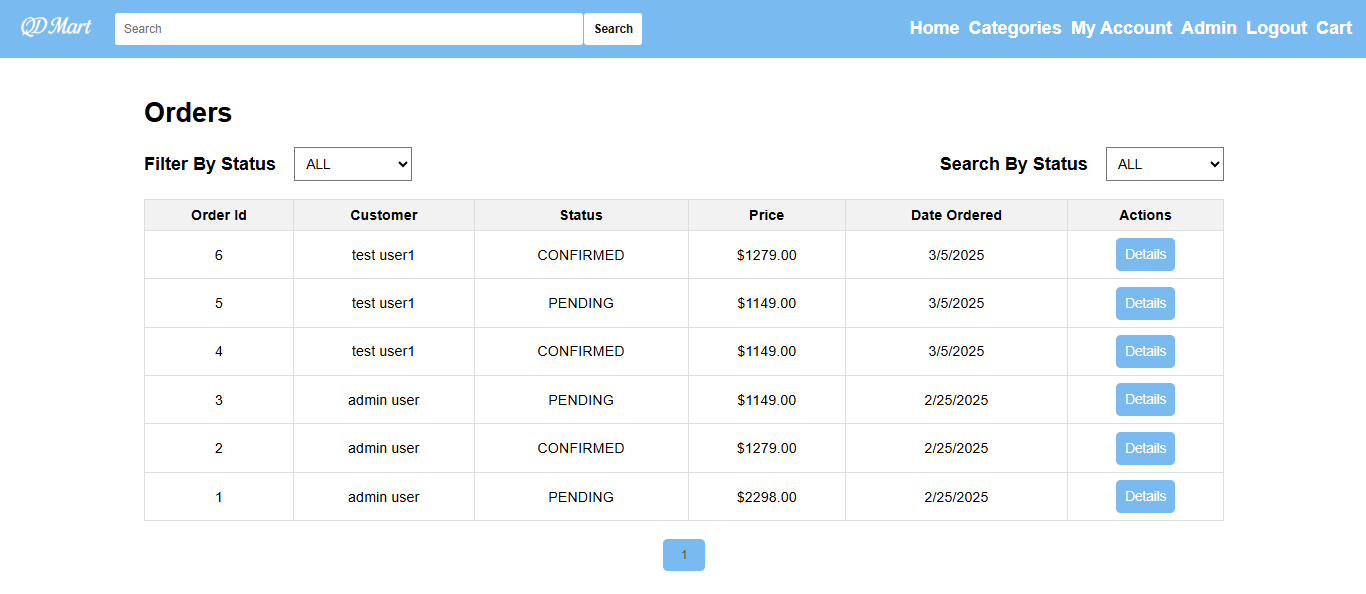 QD Mart Search Search Home Categories My Account Admin Logout Cart
Orders
Filter By Status ALL Search By Status ALL
Order Id Customer Status Price Date Ordered Actions
6 test user1 CONFIRMED $1279.00 3/5/2025 Details
5 test user1 PENDING $1149.00 3/5/2025 Details
4 test user1 CONFIRMED $1149.00 3/5/2025 Details
3 admin user PENDING $1149.00 2/25/2025 Details
2 admin user CONFIRMED $1279.00 2/25/2025 Details
1 admin user PENDING $2298.00 2/25/2025 Details
1